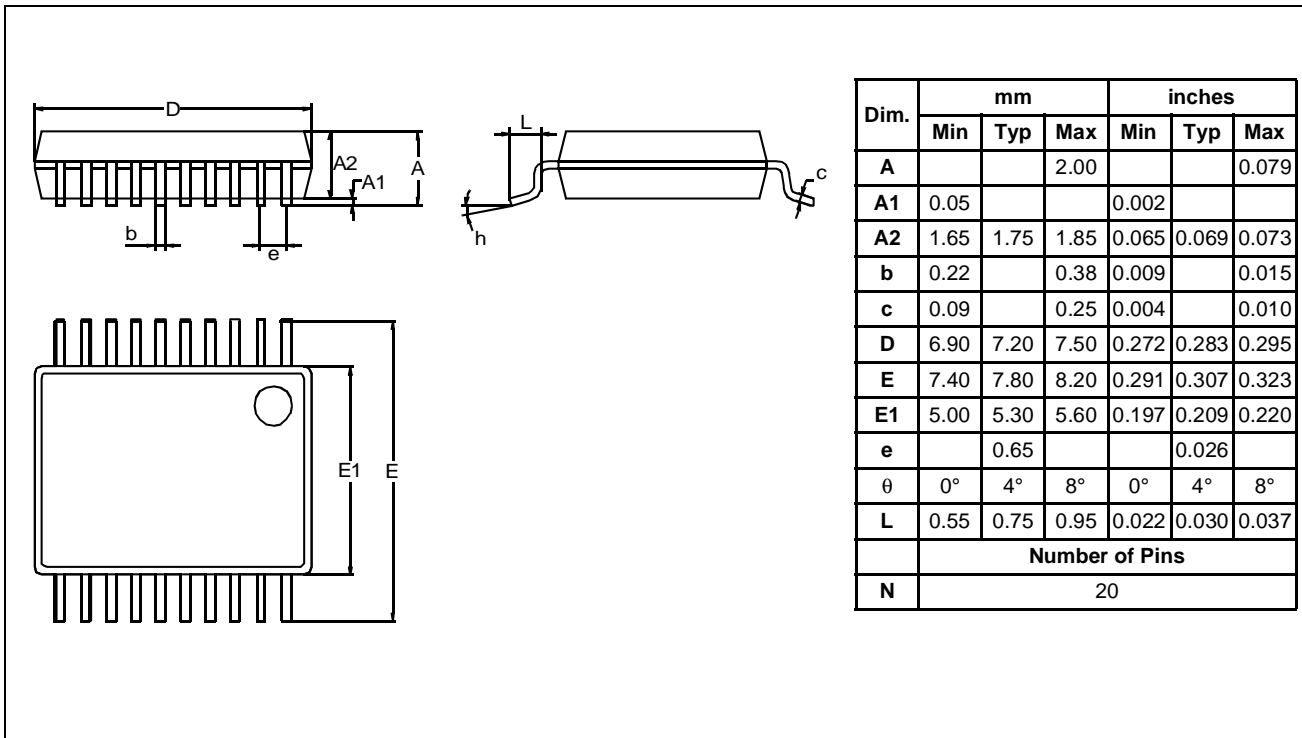 D
A2
A
A1
b
e
L
c
h
E1
E
Dim. mm inches
Min Typ Max Min Typ Max
A 2.00 0.079
A1 0.05 0.002
A2 1.65 1.75 1.85 0.065 0.069 0.073
b 0.22 0.38 0.009 0.015
c 0.09 0.25 0.004 0.010
D 6.90 7.20 7.50 0.272 0.283 0.295
E 7.40 7.80 8.20 0.291 0.307 0.323
E1 5.00 5.30 5.60 0.197 0.209 0.220
e 0.65 0.026
θ 0° 4° 8° 0° 4° 8°
L 0.55 0.75 0.95 0.022 0.030 0.037
Number of Pins
N 20